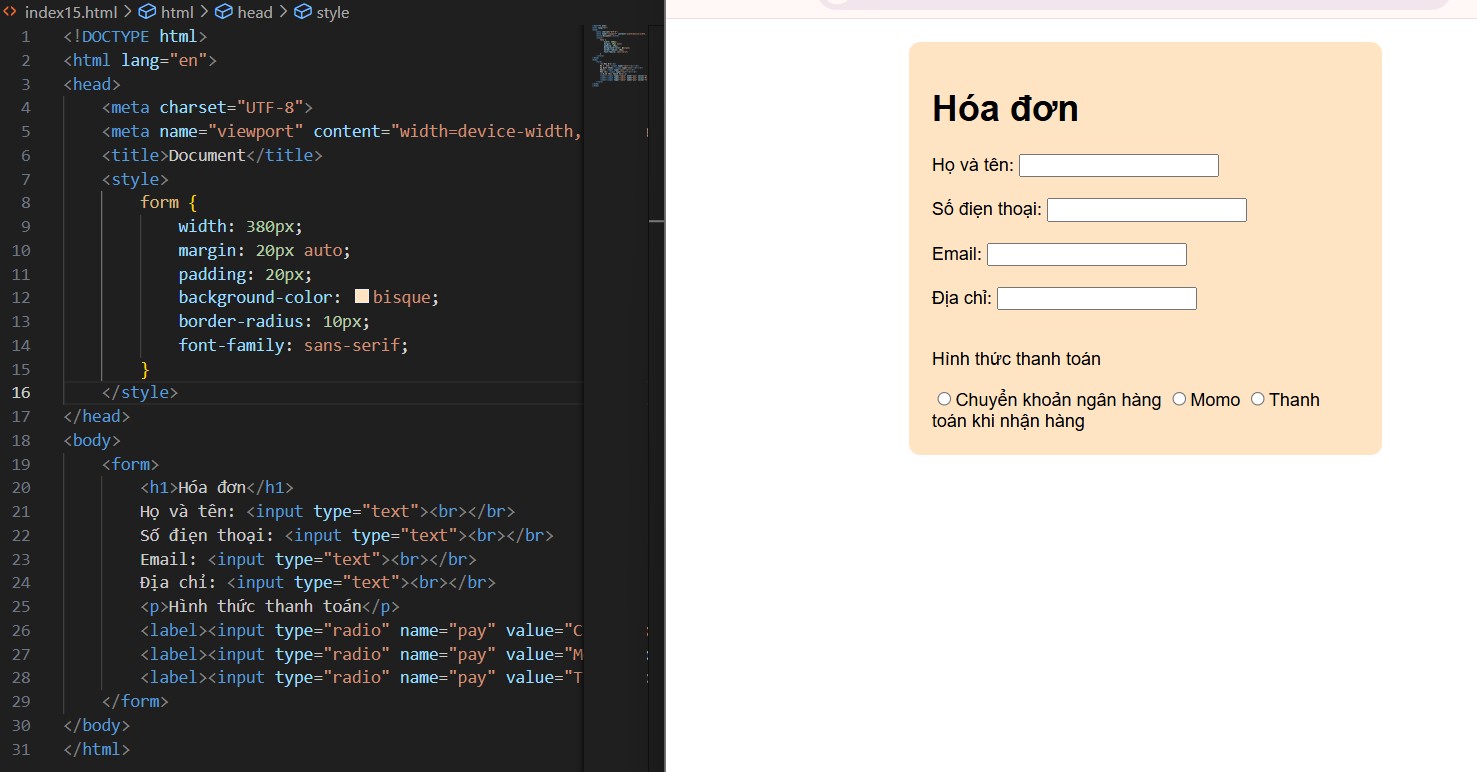 index15.html > html > head > style
1 <!DOCTYPE html>
2 <html lang="en">
3 <head>
4 <meta charset="UTF-8">
5 <meta name="viewport" content="width=device-width,
6 <title>Document</title>
7 <style>
8 form {
9 width: 380px;
10 margin: 20px auto;
11 padding: 20px;
12 background-color: bisque;
13 border-radius: 10px;
14 font-family: sans-serif;
15 }
16 </style>
17 </head>
18 <body>
19 <form>
20 <h1>Hóa đơn</h1>
21 Họ và tên: <input type="text"><br></br>
22 Số điẹn thoại: <input type="text"><br></br>
23 Email: <input type="text"><br></br>
24 Địa chỉ: <input type="text"><br></br>
25 <p>Hình thức thanh toán</p>
26 <label><input type="radio" name="pay" value="C
27 <label><input type="radio" name="pay" value="M
28 <label><input type="radio" name="pay" value="T
29 </form>
30 </body>
31 </html>
Hóa đơn
Họ và tên:
Số điẹn thoại:
Email:
Địa chỉ:
Hình thức thanh toán
Chuyển khoản ngân hàng Momo Thanh
toán khi nhận hàng